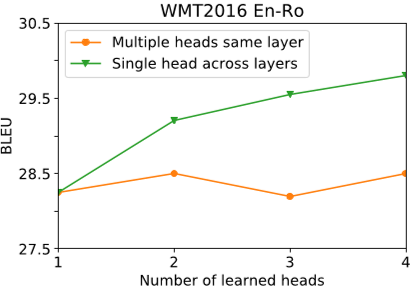 WMT2016 En-Ro
30.5
29.5
28.5
27.5
BLEU
Multiple heads same layer
Single head across layers
1 2 3 4
Number of learned heads